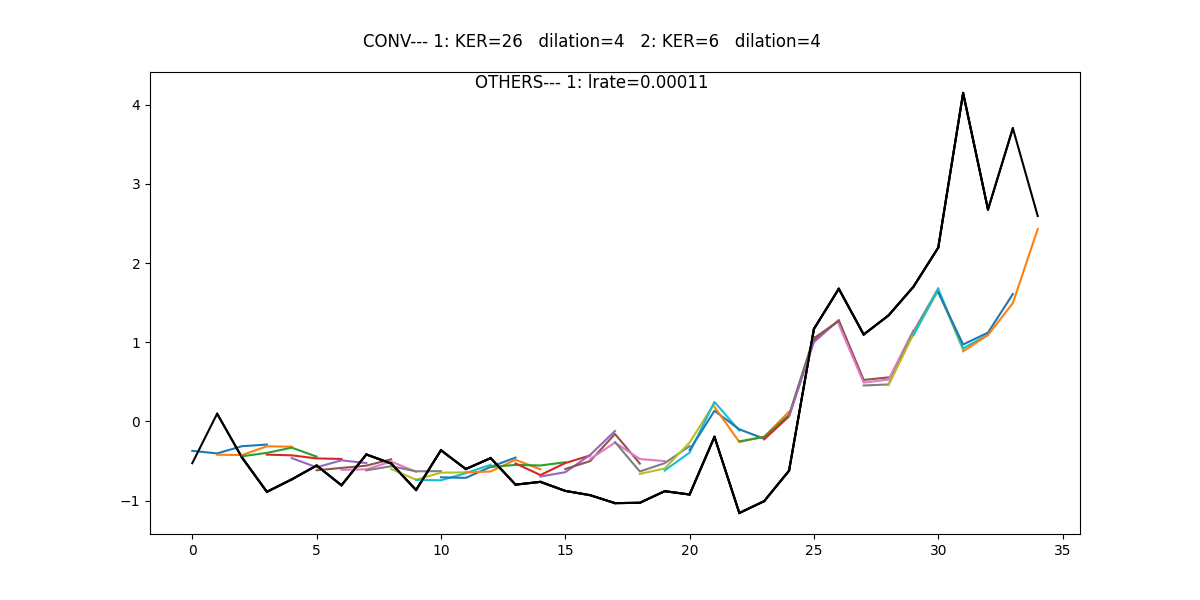 CONV--- 1: KER=26   dilation=4   2: KER=6   dilation=4
OTHERS--- 1: lrate=0.00011
4
3
2
1
0
−1
0 5 10 15 20 25 30 35